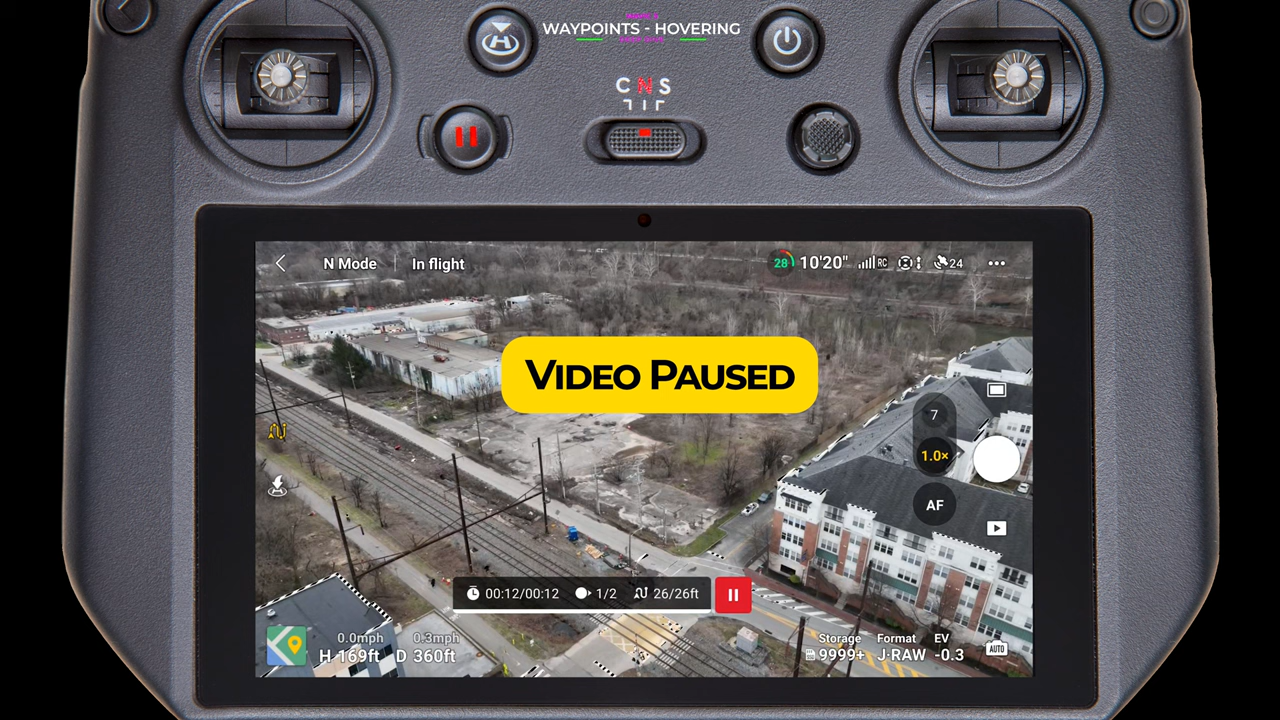 WAYPOINTS - HOVERING
C N S
N Mode
In flight
28 10'20" RC 24
VIDEO PAUSED
7
1.0×
AF
00:12/00:12 1/2 26/26ft
0.0mph 0.3mph
H 169ft D 360ft
Storage Format EV
9999+ J-RAW -0.3
AUTO